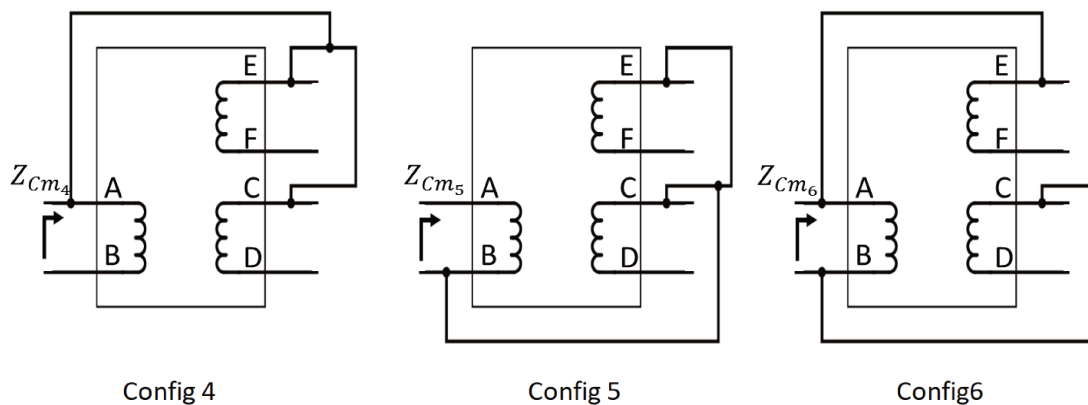 E E E
F F F
Z_{Cm_4} A C Z_{Cm_5} A C Z_{Cm_6} A C
B D B D B D
Config 4 Config 5 Config6